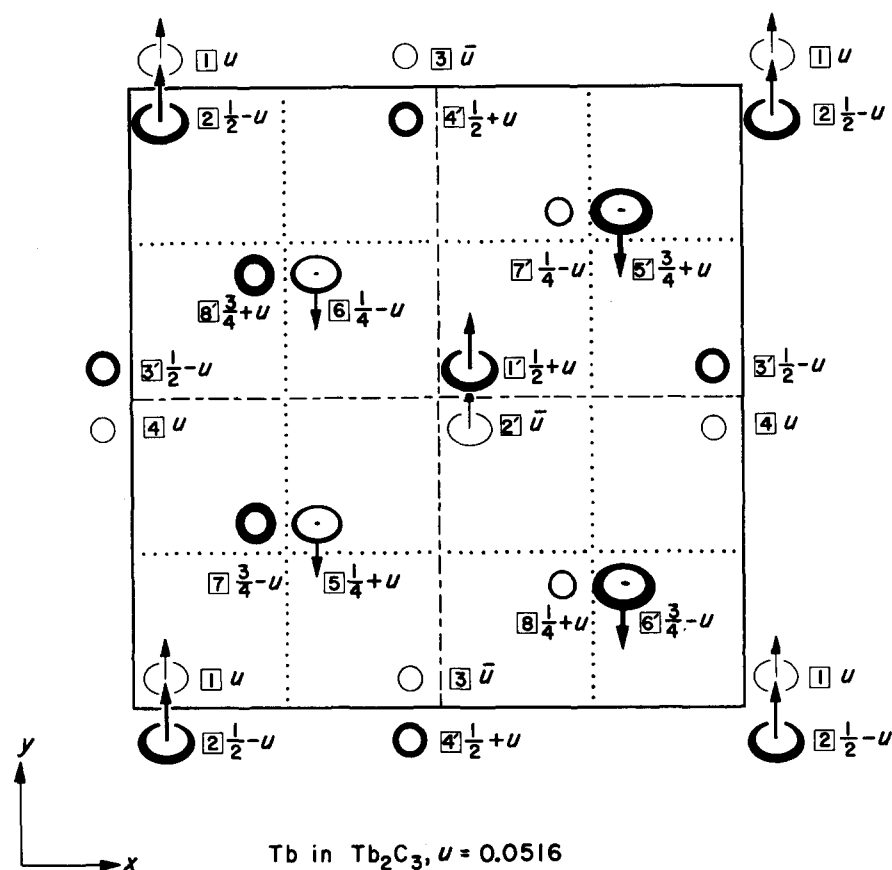 1 u 3 ū 1 u
2 1/2-u 4' 1/2+u 2 1/2-u
7' 1/4-u 5' 3/4+u
8' 3/4+u 6 1/4-u
3' 1/2-u 1' 1/2+u 3' 1/2-u
4 u 2' ū 4 u
7 3/4-u 5 1/4+u 8 1/4+u 6' 3/4-u
1 u 3 ū 1 u
2 1/2-u 4' 1/2+u 2 1/2-u
y
x
Tb in Tb₂C₃, u = 0.0516